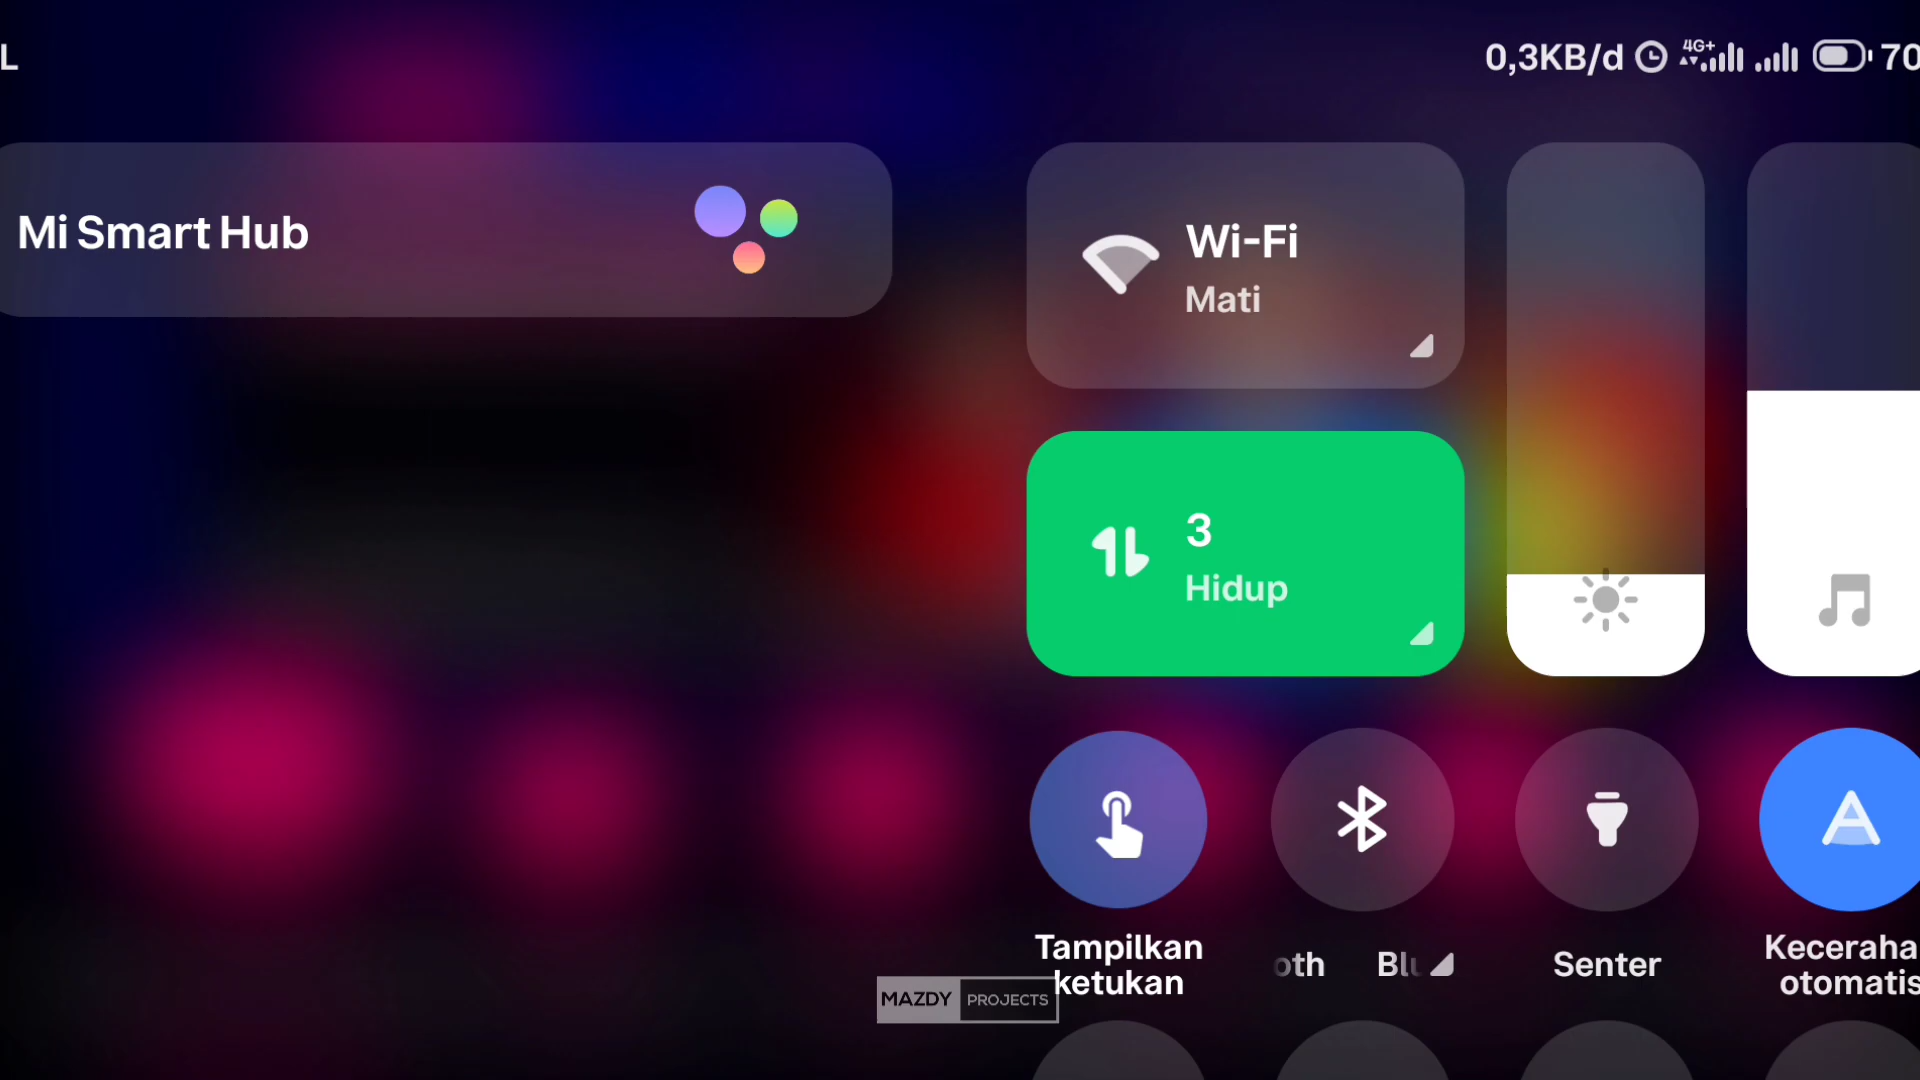 L
0,3KB/d 4G+ 70
Mi Smart Hub
Wi-Fi
Mati
3
Hidup
Tampilkan
ketukan
oth Blu
Senter
Keceraha
otomatis
MAZDY PROJECTS